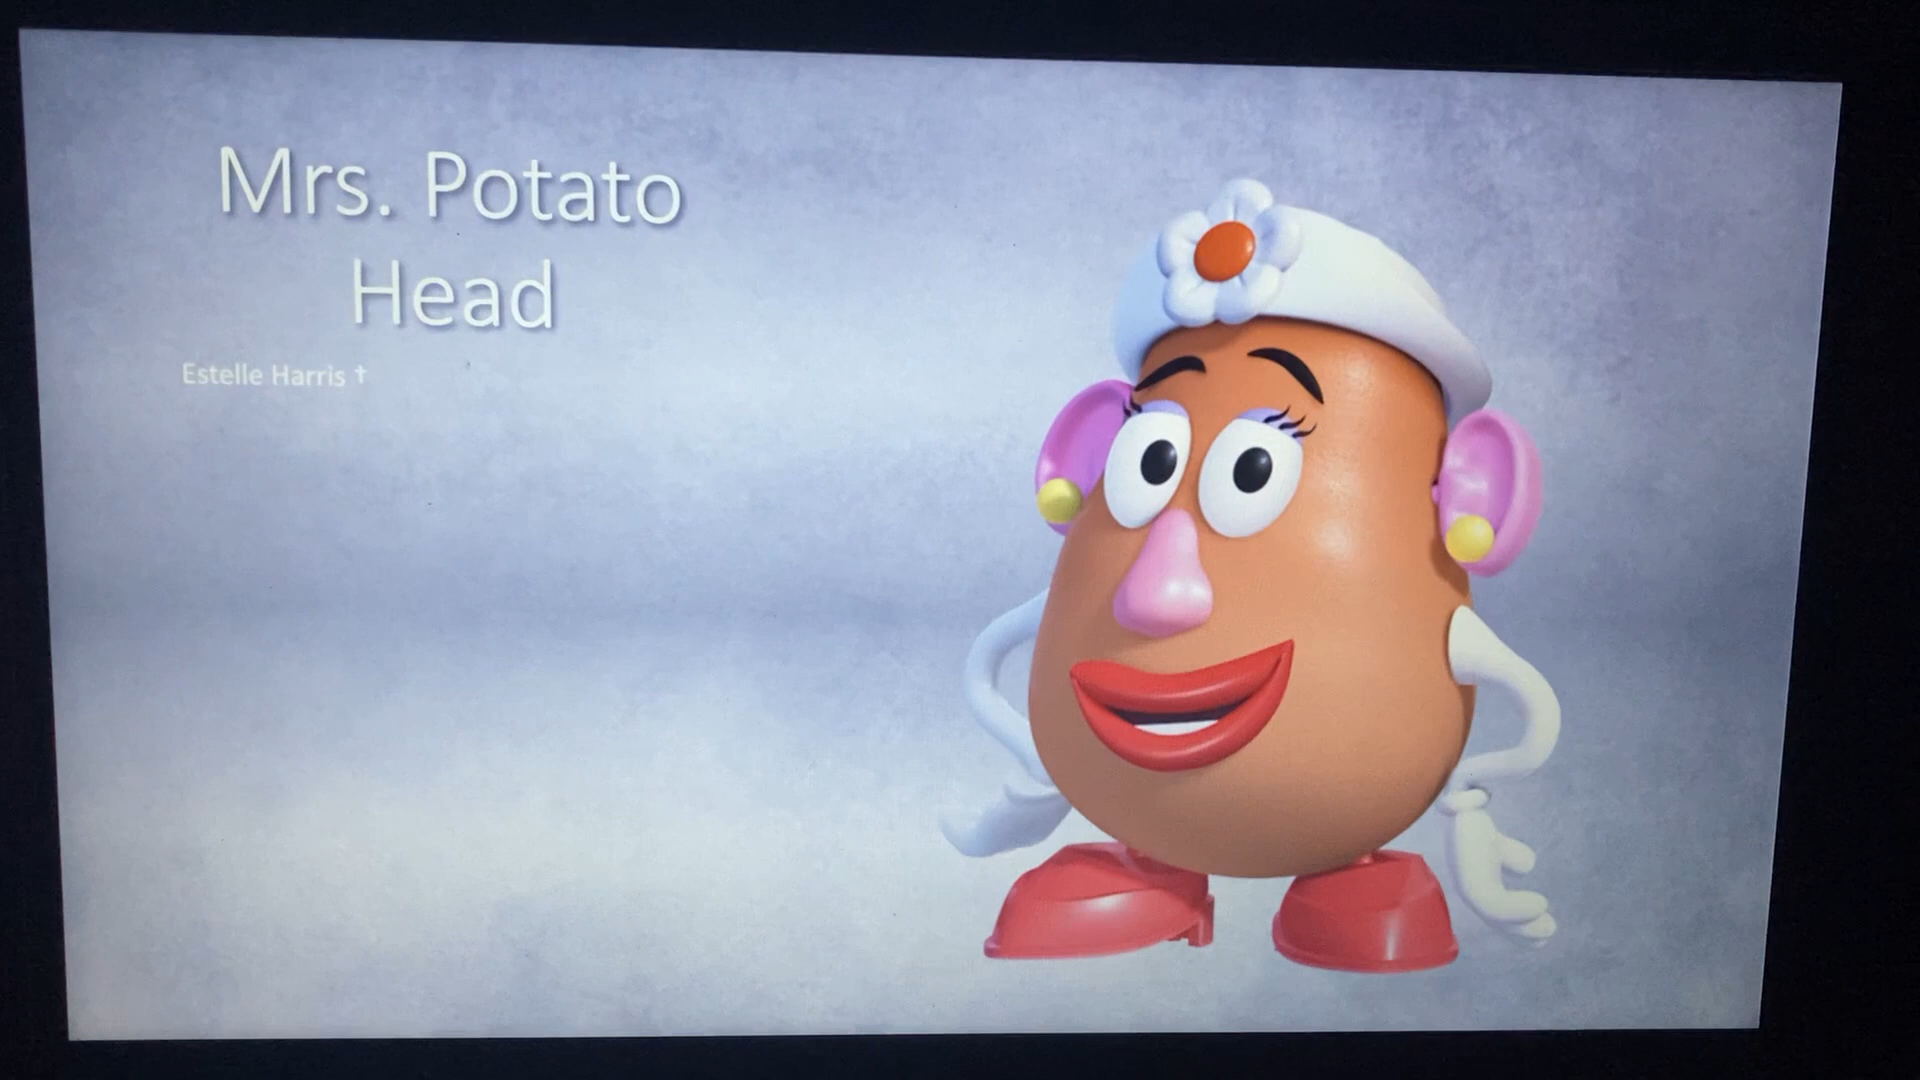 Mrs. Potato
Head
Estelle Harris †